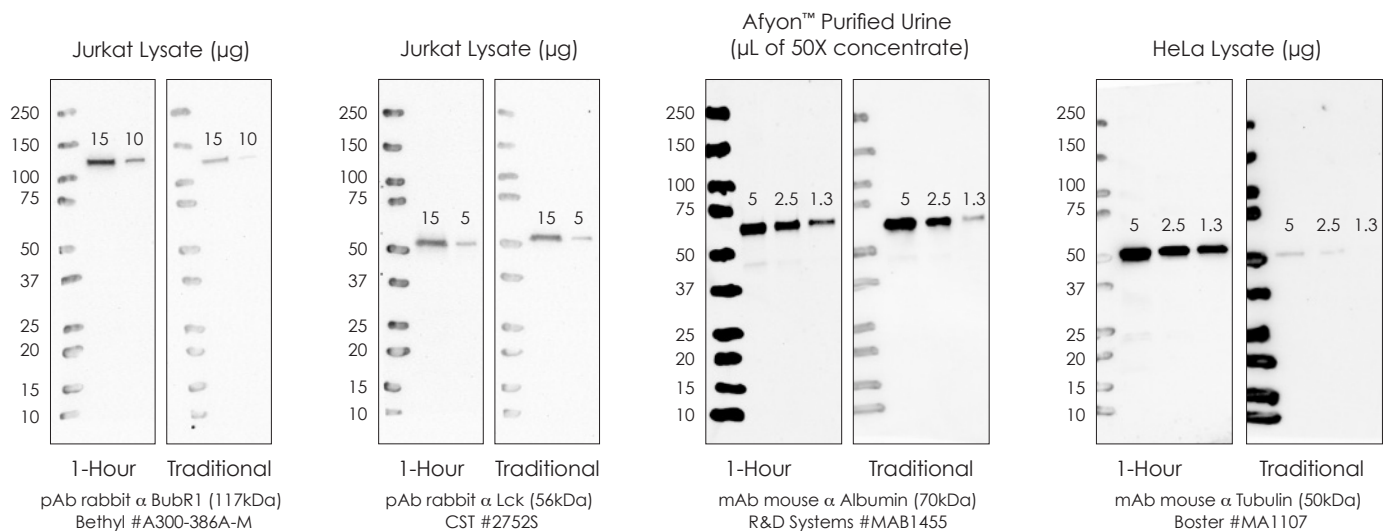 Jurkat Lysate (µg)
250
150
100
75
50
37
25
20
15
10
15 10
15 10
1-Hour Traditional
pAb rabbit α BubR1 (117kDa)
Bethyl #A300-386A-M
Jurkat Lysate (µg)
250
150
100
75
50
37
25
20
15
10
15 5
15 5
1-Hour Traditional
pAb rabbit α Lck (56kDa)
CST #2752S
Afyon™ Purified Urine
(µL of 50X concentrate)
250
150
100
75
50
37
25
20
15
10
5 2.5 1.3
5 2.5 1.3
1-Hour Traditional
mAb mouse α Albumin (70kDa)
R&D Systems #MAB1455
HeLa Lysate (µg)
250
150
100
75
50
37
25
20
15
10
5 2.5 1.3
5 2.5 1.3
1-Hour Traditional
mAb mouse α Tubulin (50kDa)
Boster #MA1107